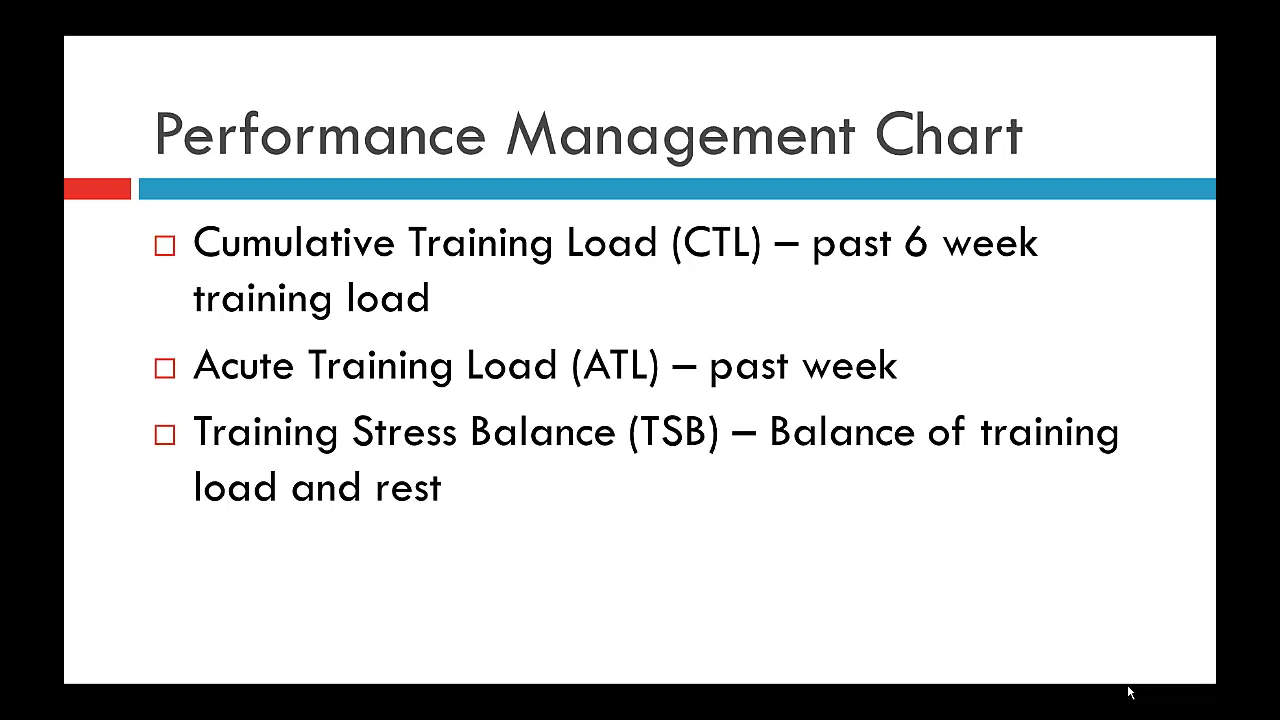 Performance Management Chart
Cumulative Training Load (CTL) – past 6 week
training load
Acute Training Load (ATL) – past week
Training Stress Balance (TSB) – Balance of training
load and rest